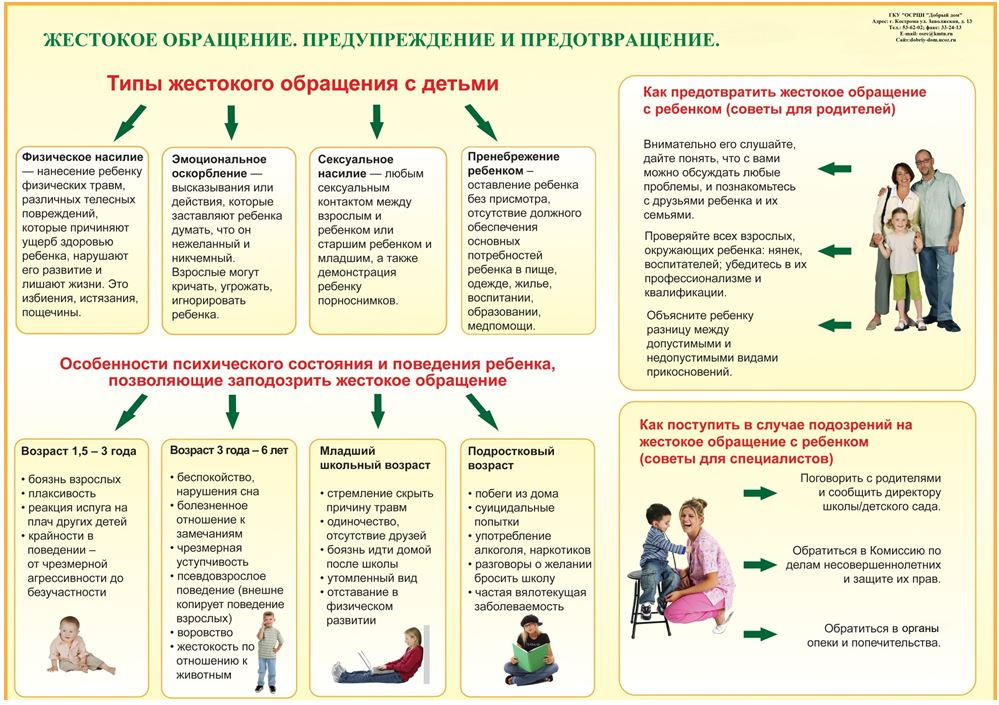 ГКУ "ОСРЦН "Добрый дом"
Адрес: г. Кострома ул. Заволжская, д. 13
Тел.: 53-62-02; факс: 33-24-13
E-mail: osrc@kmtn.ru
Сайт:dobriy-dom.ucoz.ru
ЖЕСТОКОЕ ОБРАЩЕНИЕ. ПРЕДУПРЕЖДЕНИЕ И ПРЕДОТВРАЩЕНИЕ.
Типы жестокого обращения с детьми
Физическое насилие
— нанесение ребенку
физических травм,
различных телесных
повреждений,
которые причиняют
ущерб здоровью
ребенка, нарушают
его развитие и
лишают жизни. Это
избиения, истязания,
пощечины.
Эмоциональное
оскорбление —
высказывания или
действия, которые
заставляют ребенка
думать, что он
нежеланный и
никчемный.
Взрослые могут
кричать, угрожать,
игнорировать
ребенка.
Сексуальное
насилие — любым
сексуальным
контактом между
взрослым и
ребенком или
старшим ребенком и
младшим, а также
демонстрация
ребенку
порноснимков.
Пренебрежение
ребенком –
оставление ребенка
без присмотра,
отсутствие должного
обеспечения
основных
потребностей
ребенка в пище,
одежде, жилье,
воспитании,
образовании,
медпомощи.
Особенности психического состояния и поведения ребенка,
позволяющие заподозрить жестокое обращение
Возраст 1,5 – 3 года
• боязнь взрослых
• плаксивость
• реакция испуга на
плач других детей
• крайности в
поведении –
от чрезмерной
агрессивности до
безучастности
Возраст 3 года – 6 лет
• беспокойство,
нарушения сна
• болезненное
отношение к
замечаниям
• чрезмерная
уступчивость
• псевдовзрослое
поведение (внешне
копирует поведение
взрослых)
• воровство
• жестокость по
отношению к
животным
Младший
школьный возраст
• стремление скрыть
причину травм
• одиночество,
отсутствие друзей
• боязнь идти домой
после школы
• утомленный вид
• отставание в
физическом
развитии
Подростковый
возраст
• побеги из дома
• суицидальные
попытки
• употребление
алкоголя, наркотиков
• разговоры о желании
бросить школу
• частая вялотекущая
заболеваемость
Как предотвратить жестокое обращение
с ребенком (советы для родителей)
Внимательно его слушайте,
дайте понять, что с вами
можно обсуждать любые
проблемы, и познакомьтесь
с друзьями ребенка и их
семьями.
Проверяйте всех взрослых,
окружающих ребенка: нянек,
воспитателей; убедитесь в их
профессионализме и
квалификации.
Объясните ребенку
разницу между
допустимыми и
недопустимыми видами
прикосновений.
Как поступить в случае подозрений на
жестокое обращение с ребенком
(советы для специалистов)
Поговорить с родителями
и сообщить директору
школы/детского сада.
Обратиться в Комиссию по
делам несовершеннолетних
и защите их прав.
Обратиться в органы
опеки и попечительства.